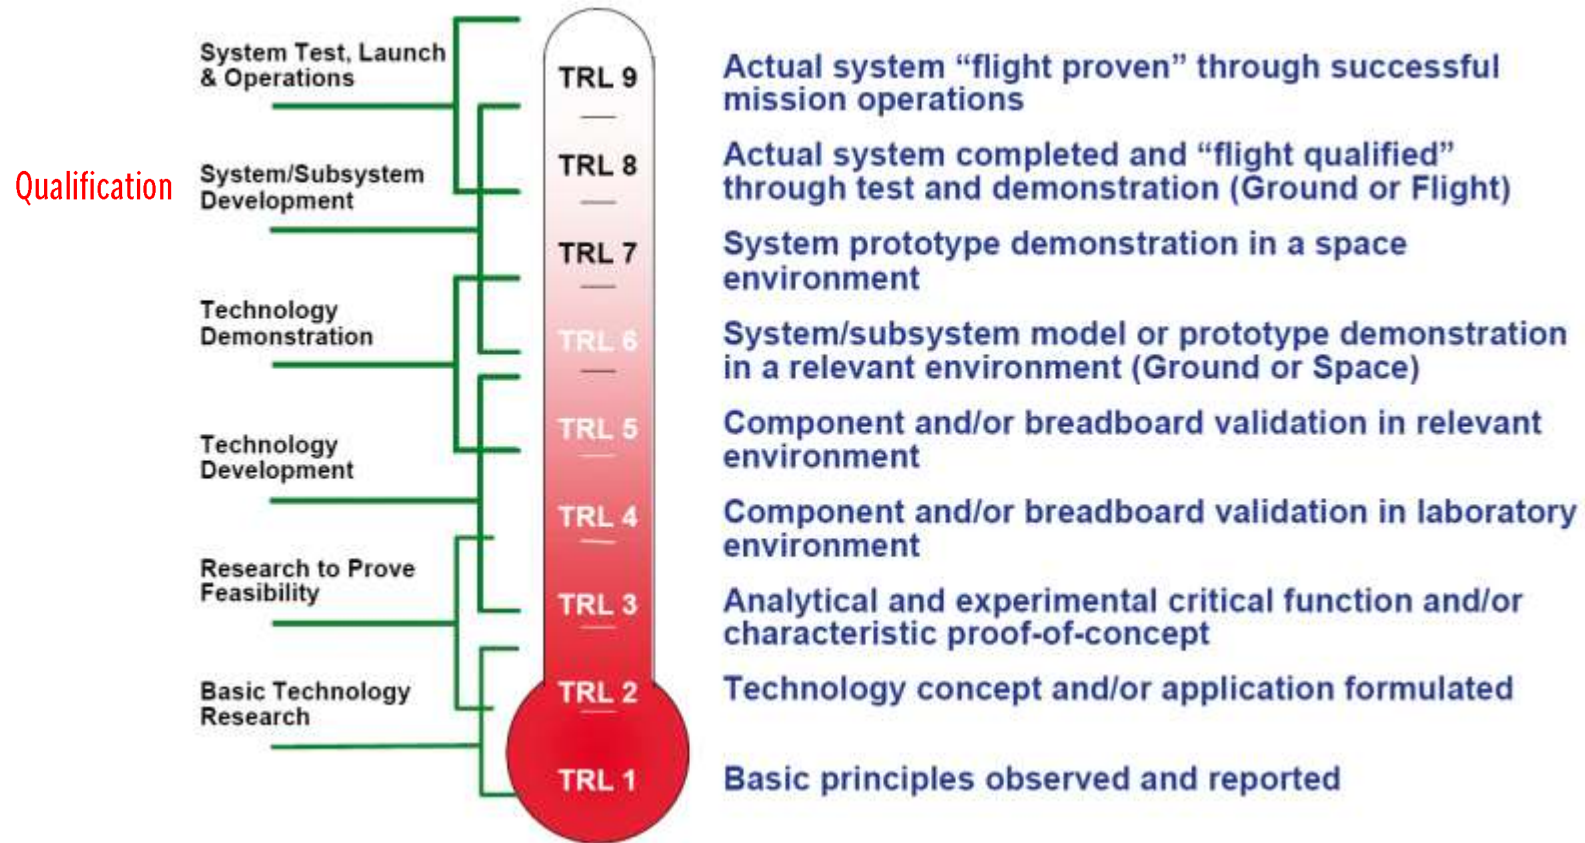 System Test, Launch
& Operations
Qualification
System/Subsystem
Development
Technology
Demonstration
Technology
Development
Research to Prove
Feasibility
Basic Technology
Research
TRL 9
TRL 8
TRL 7
TRL 6
TRL 5
TRL 4
TRL 3
TRL 2
TRL 1
Actual system “flight proven” through successful
mission operations
Actual system completed and “flight qualified”
through test and demonstration (Ground or Flight)
System prototype demonstration in a space
environment
System/subsystem model or prototype demonstration
in a relevant environment (Ground or Space)
Component and/or breadboard validation in relevant
environment
Component and/or breadboard validation in laboratory
environment
Analytical and experimental critical function and/or
characteristic proof-of-concept
Technology concept and/or application formulated
Basic principles observed and reported